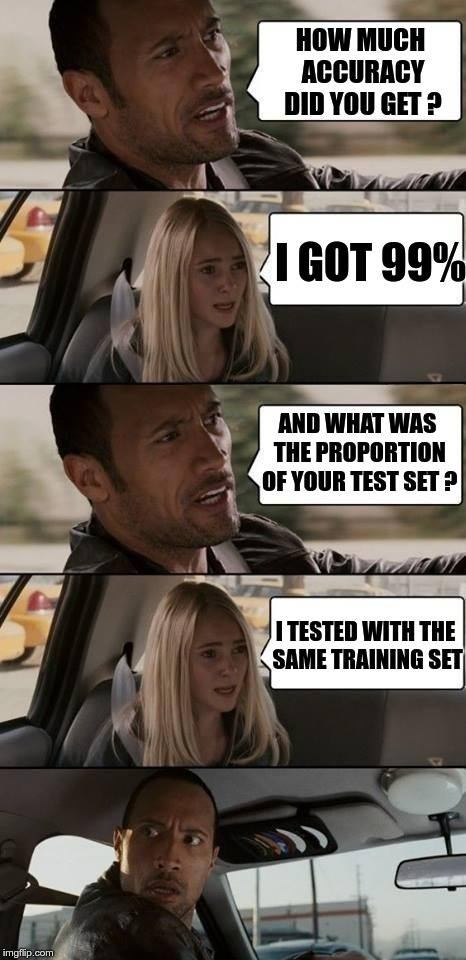 HOW MUCH
ACCURACY
DID YOU GET ?
I GOT 99%
AND WHAT WAS
THE PROPORTION
OF YOUR TEST SET ?
I TESTED WITH THE
SAME TRAINING SET
imgflip.com